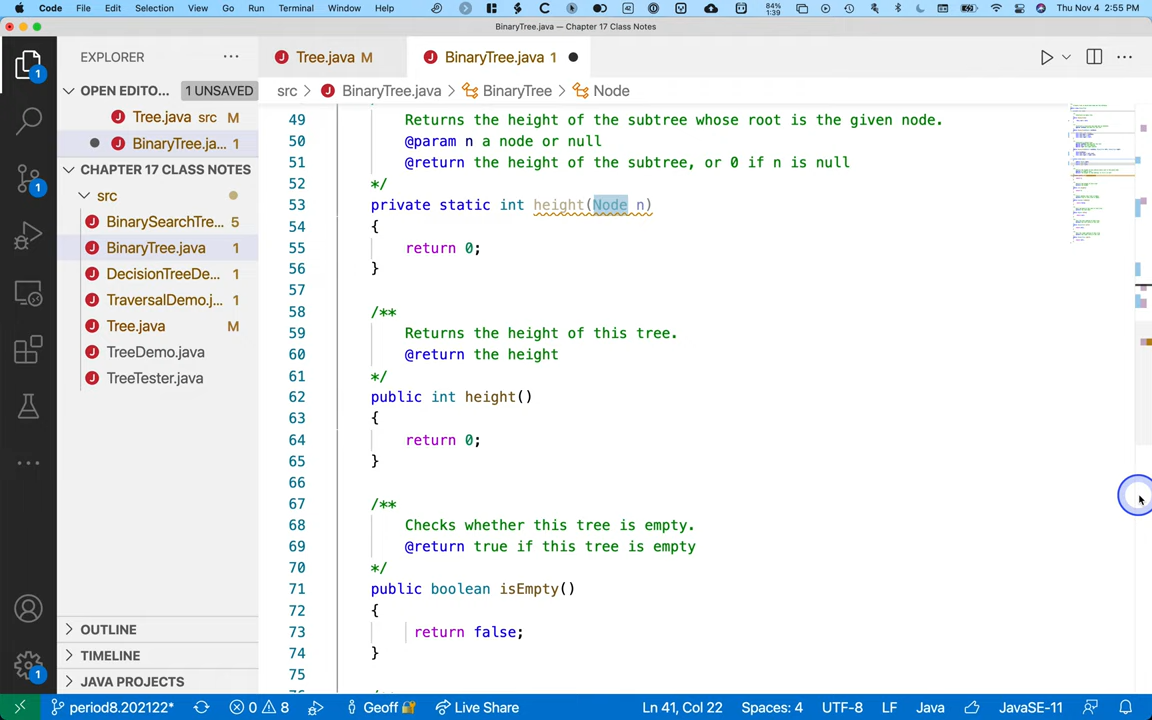 Code File Edit Selection View Go Run Terminal Window Help 84% 1:39 Thu Nov 4 2:55 PM
BinaryTree.java — Chapter 17 Class Notes
EXPLORER
Tree.java M
BinaryTree.java 1
OPEN EDITO... 1 UNSAVED
src > BinaryTree.java > BinaryTree > Node
Tree.java src M
BinaryTree.ja... 1
CHAPTER 17 CLASS NOTES
src
BinarySearchTre... 5
BinaryTree.java 1
DecisionTreeDe... 1
TraversalDemo.j... 1
Tree.java M
TreeDemo.java
TreeTester.java
OUTLINE
TIMELINE
JAVA PROJECTS
49 Returns the height of the subtree whose root is the given node.
50 @param n a node or null
51 @return the height of the subtree, or 0 if n is null
52 */
53 private static int height(Node n)
54 {
55 return 0;
56 }
57
58 /**
59 Returns the height of this tree.
60 @return the height
61 */
62 public int height()
63 {
64 return 0;
65 }
66
67 /**
68 Checks whether this tree is empty.
69 @return true if this tree is empty
70 */
71 public boolean isEmpty()
72 {
73 return false;
74 }
75
period8.202122* 0 8 Geoff Live Share Ln 41, Col 22 Spaces: 4 UTF-8 LF Java JavaSE-11